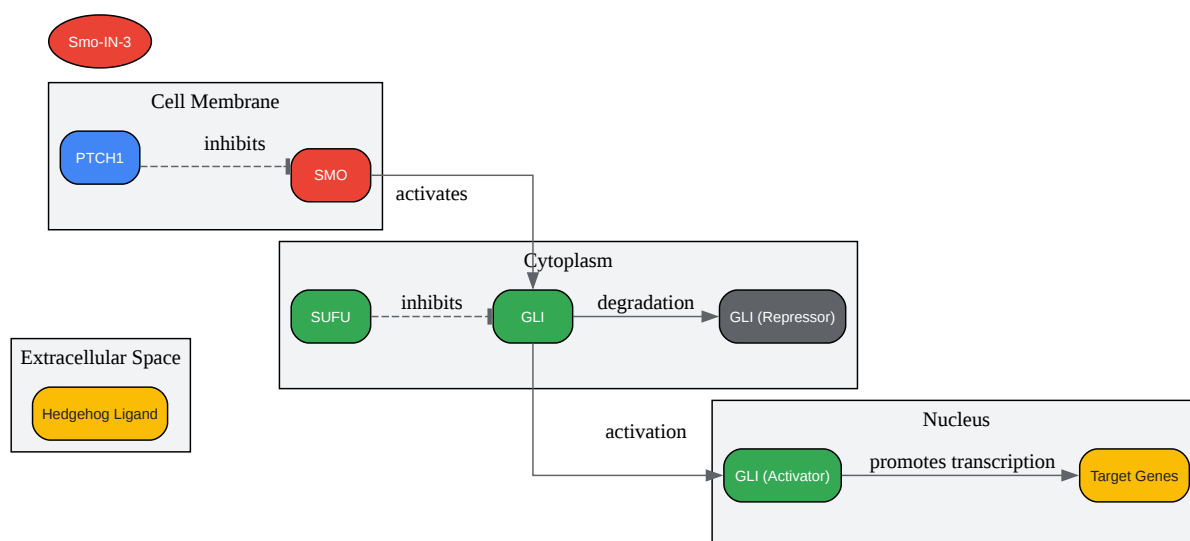 Smo-IN-3
Cell Membrane
PTCH1
inhibits
SMO
activates
Cytoplasm
SUFU
inhibits
GLI
degradation
GLI (Repressor)
Extracellular Space
Hedgehog Ligand
activation
Nucleus
GLI (Activator)
promotes transcription
Target Genes